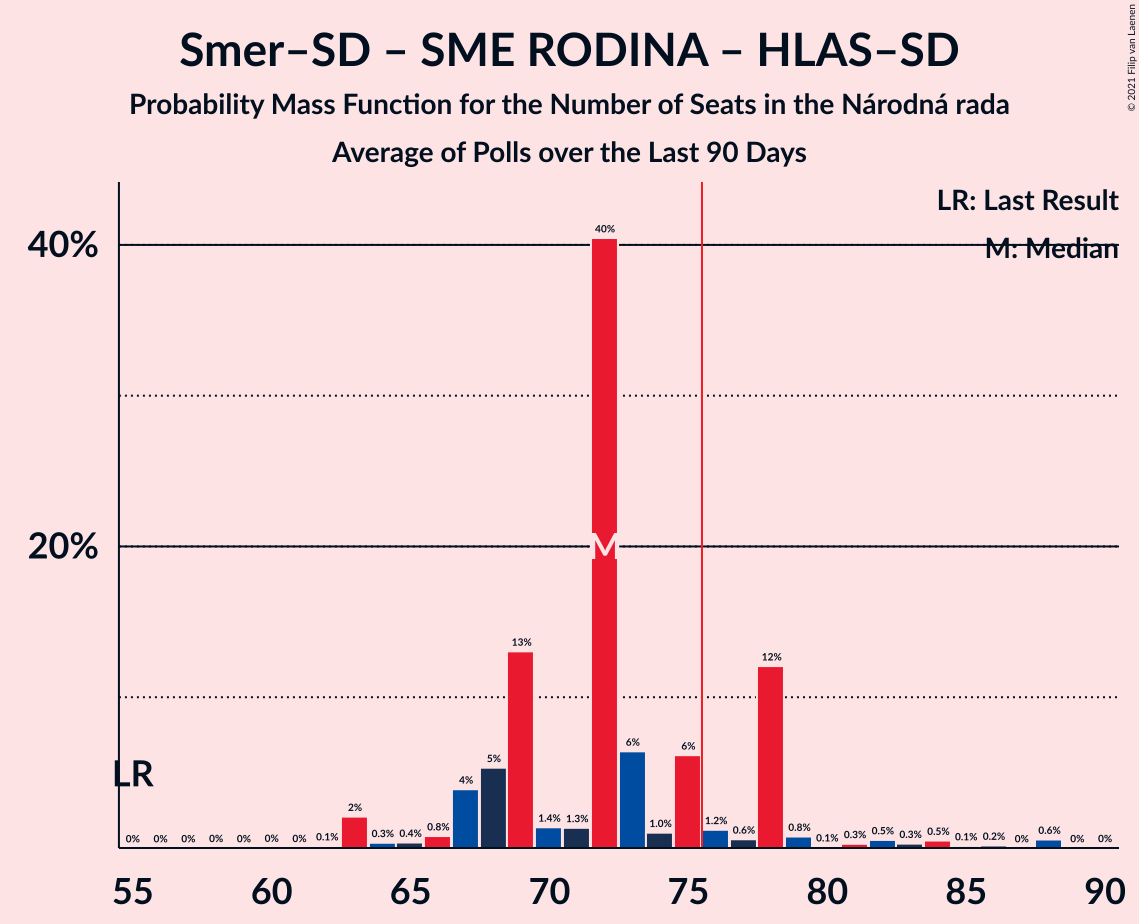 Smer–SD – SME RODINA – HLAS–SD
Probability Mass Function for the Number of Seats in the Národná rada
Average of Polls over the Last 90 Days
© 2021 Filip van Laenen
LR: Last Result
M: Median
40%
20%
LR
M
0% 0% 0% 0% 0% 0% 0% 0.1% 2% 0.3% 0.4% 0.8% 4% 5% 13% 1.4% 1.3% 40% 6% 1.0% 6% 1.2% 0.6% 12% 0.8% 0.1% 0.3% 0.5% 0.3% 0.5% 0.1% 0.2% 0% 0.6% 0% 0%
55 60 65 70 75 80 85 90